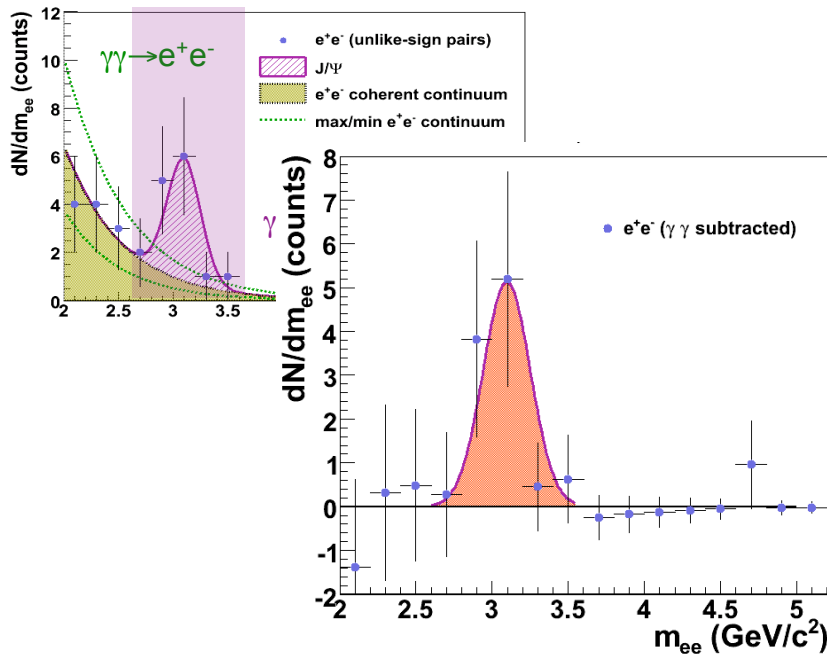 dN/dm_ee (counts)
12
10
8
6
4
2
0
2
2.5
3
3.5
γγ→e⁺e⁻
e⁺e⁻ (unlike-sign pairs)
J/Ψ
e⁺e⁻ coherent continuum
max/min e⁺e⁻ continuum
γ
dN/dm_ee (counts)
8
7
6
5
4
3
2
1
0
-1
-2
2
2.5
3
3.5
4
4.5
5
e⁺e⁻ (γ γ subtracted)
m_ee (GeV/c²)